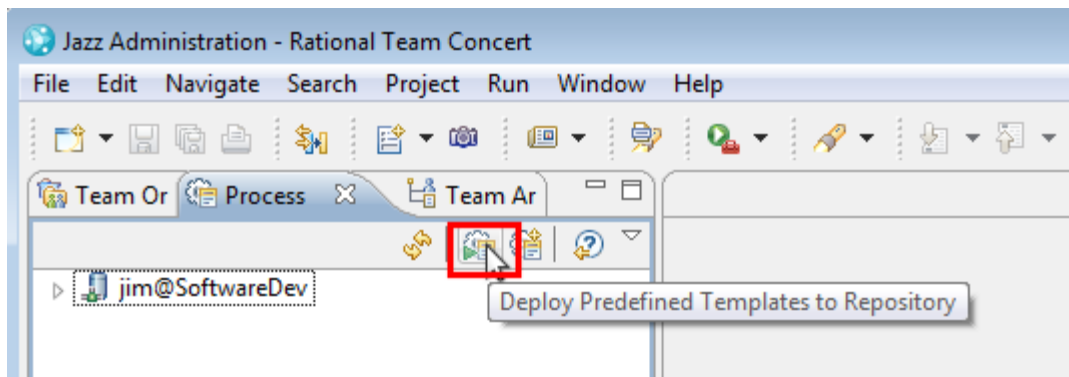 Jazz Administration - Rational Team Concert
File Edit Navigate Search Project Run Window Help
Team Or Process Team Ar
jim@SoftwareDev
Deploy Predefined Templates to Repository